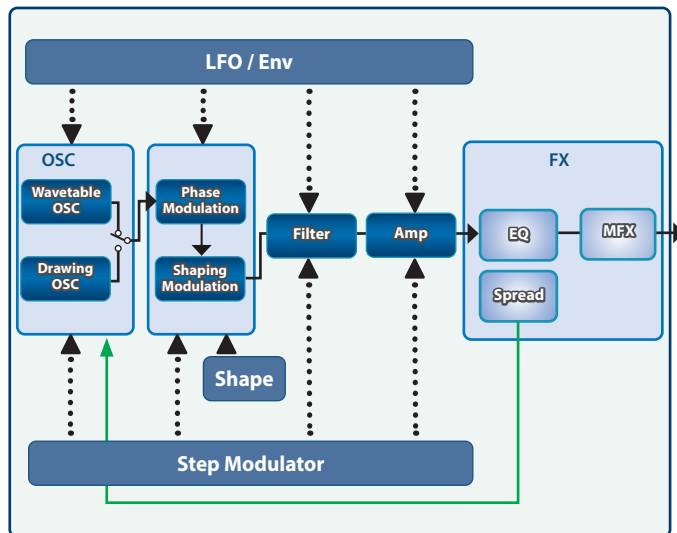 LFO / Env
OSC
Wavetable
OSC
Drawing
OSC
Phase
Modulation
Shaping
Modulation
Filter
Amp
FX
EQ
MFX
Spread
Shape
Step Modulator